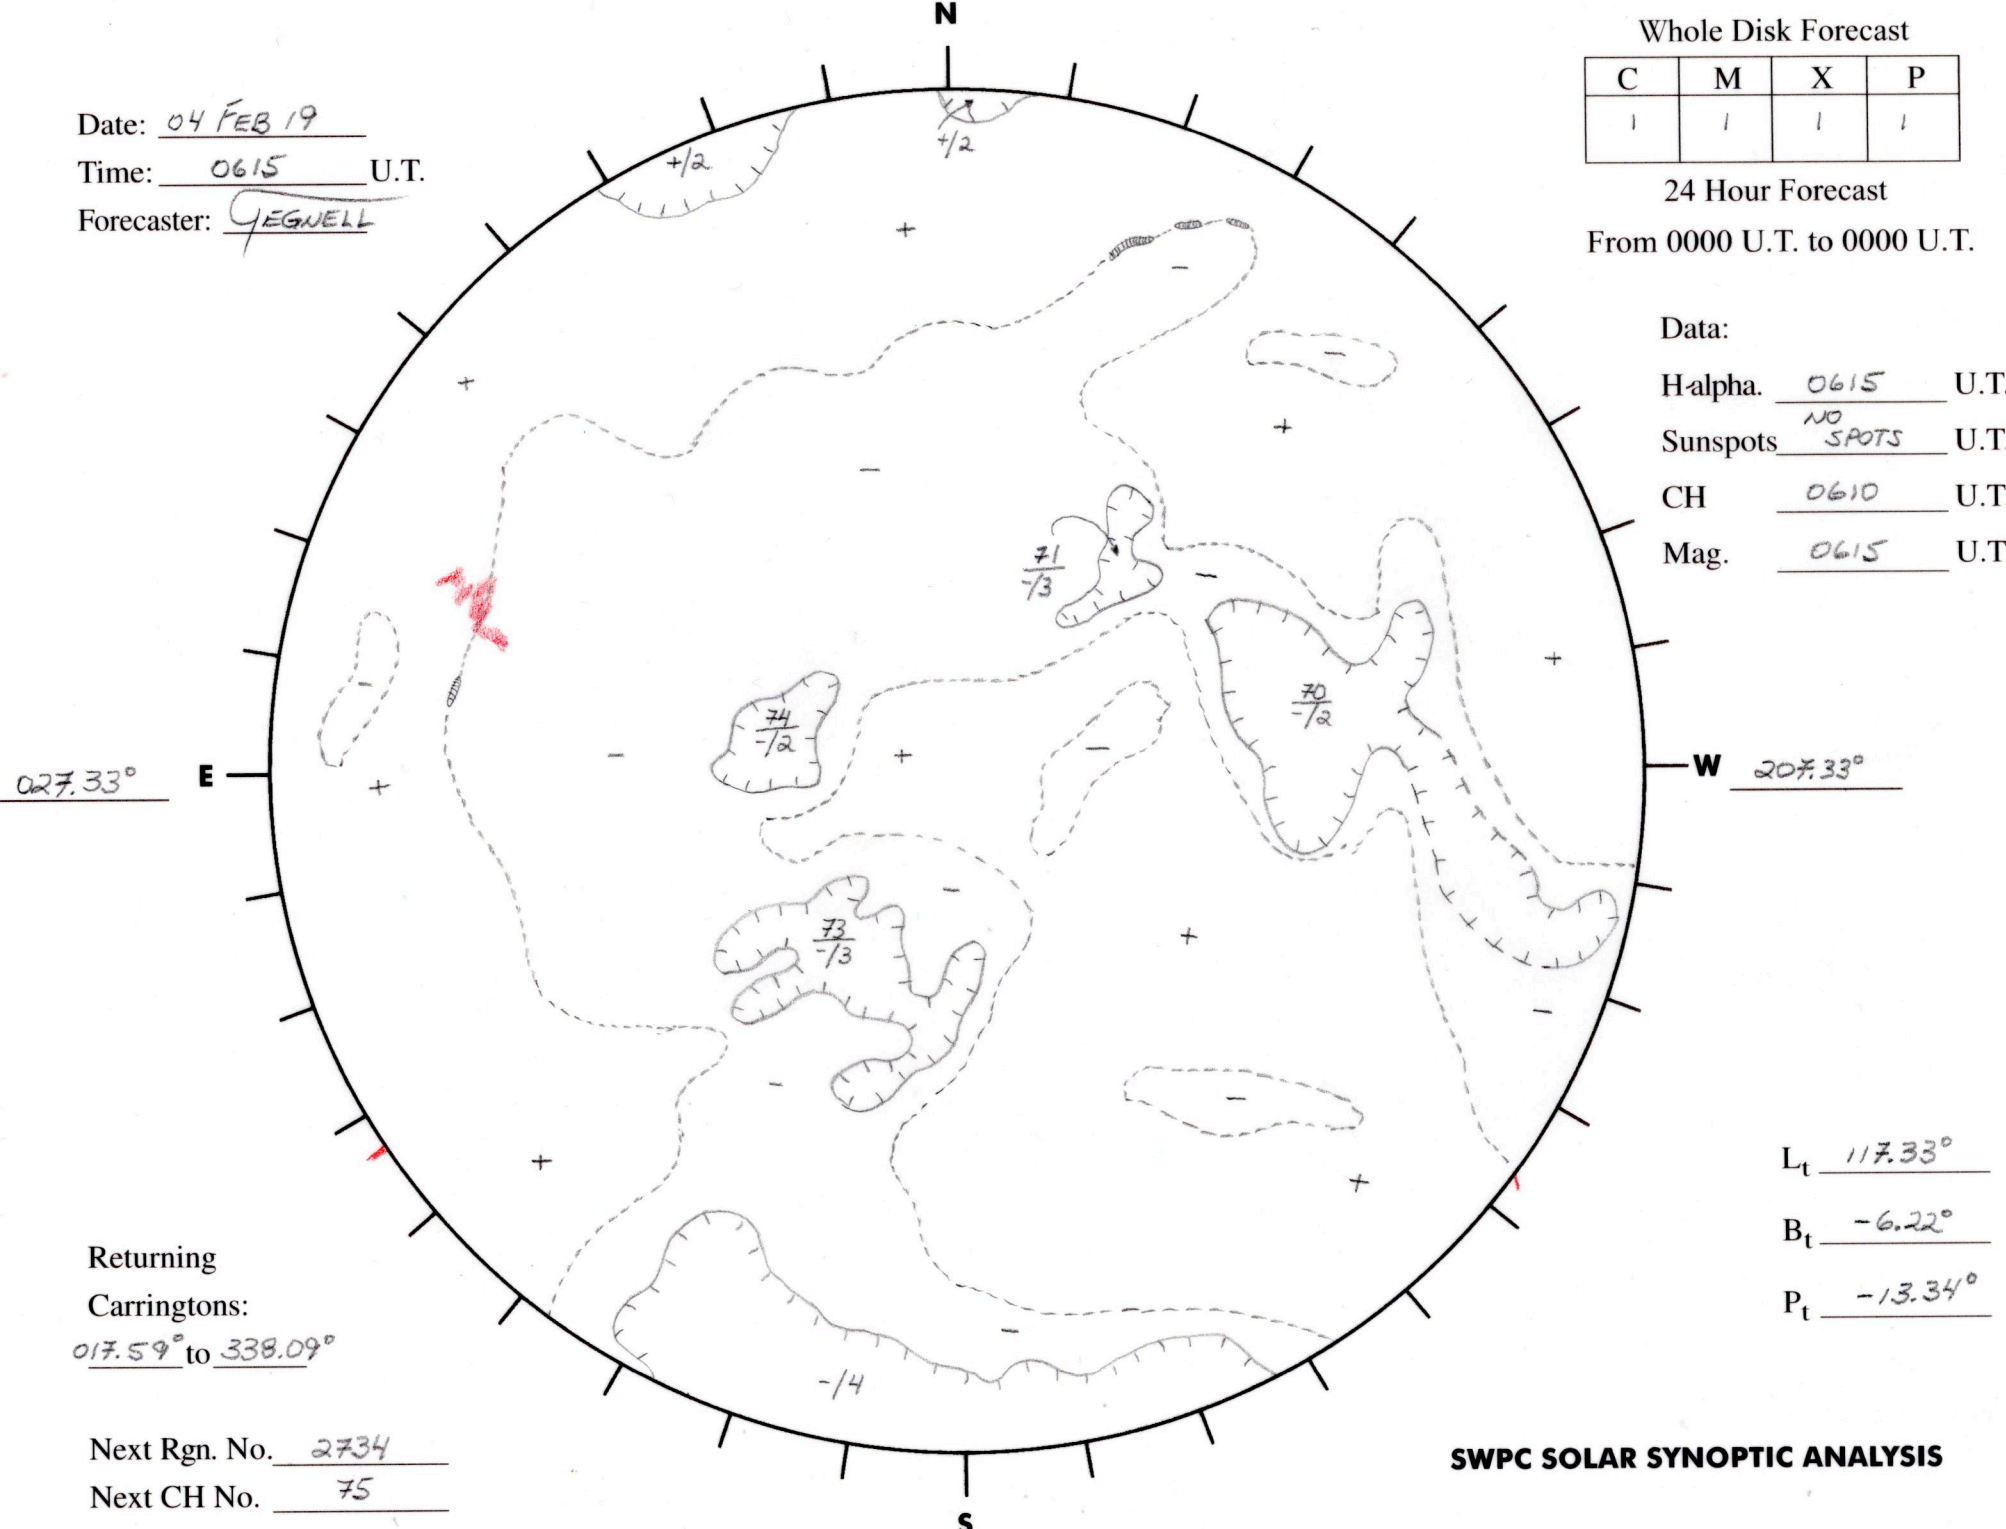 N
Whole Disk Forecast
C M X P
1 1 1 1
24 Hour Forecast
From 0000 U.T. to 0000 U.T.
Date: 04 FEB 19
Time: 0615 U.T.
Forecaster: GEGNELL
Data:
H-alpha. 0615 U.T.
Sunspots NO SPOTS U.T.
CH 0610 U.T
Mag. 0615 U.T
+/2
+/2
+
-
-
+
+
-
71
-/3
-
-
+
70
-/2
74
-/2
-
+
-
+
027.33° E
W 207.33°
-
73
-/3
+
-
-
-
+
+
-
-/4
Lt 117.33°
Bt -6.22°
Pt -13.34°
Returning
Carringtons:
017.59° to 338.09°
Next Rgn. No. 2734
Next CH No. 75
SWPC SOLAR SYNOPTIC ANALYSIS
S